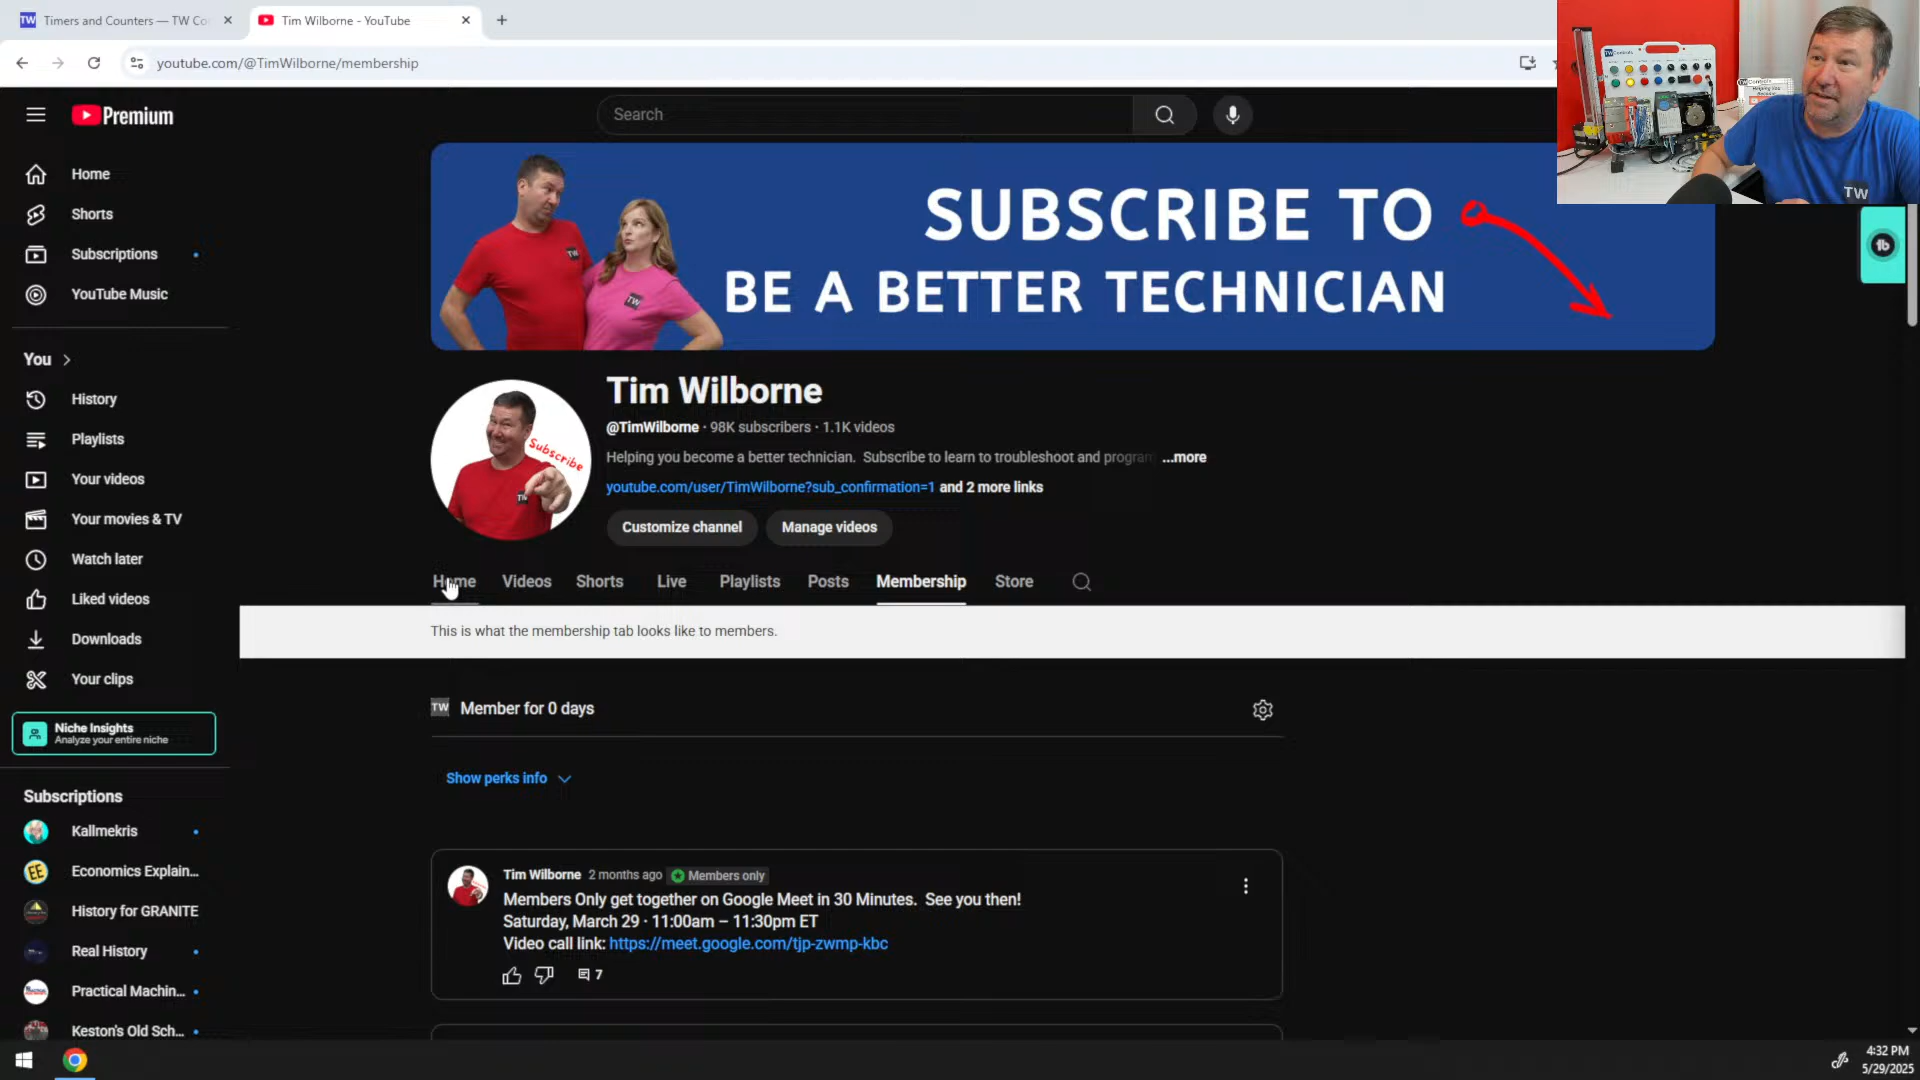 TW Timers and Counters — TW Co
Tim Wilborne - YouTube
youtube.com/@TimWilborne/membership
Premium
Search
Home
Shorts
Subscriptions
YouTube Music
You
History
Playlists
Your videos
Your movies & TV
Watch later
Liked videos
Downloads
Your clips
Niche Insights
Analyze your entire niche
Subscriptions
Kallmekris
EE
Economics Explain...
History for GRANITE
Real History
Practical Machin...
Keston's Old Sch...
SUBSCRIBE TO
BE A BETTER TECHNICIAN
TW
TW
Subscribe
Tim Wilborne
@TimWilborne · 98K subscribers · 1.1K videos
Helping you become a better technician. Subscribe to learn to troubleshoot and program ...more
youtube.com/user/TimWilborne?sub_confirmation=1 and 2 more links
Customize channel
Manage videos
Home
Videos
Shorts
Live
Playlists
Posts
Membership
Store
This is what the membership tab looks like to members.
TW Member for 0 days
Show perks info
Tim Wilborne 2 months ago Members only
Members Only get together on Google Meet in 30 Minutes. See you then!
Saturday, March 29 · 11:00am – 11:30pm ET
Video call link: https://meet.google.com/tjp-zwmp-kbc
7
TW
tb
4:32 PM
5/29/2025